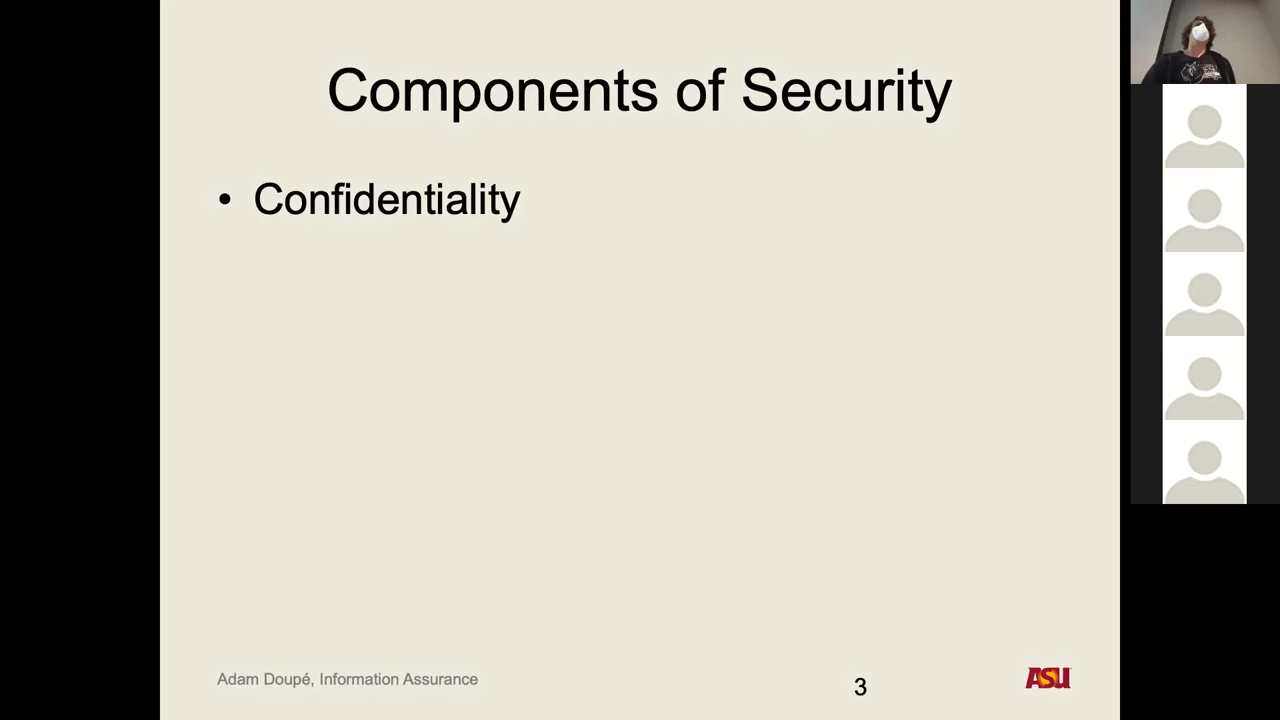 Components of Security
• Confidentiality
Adam Doupé, Information Assurance
3
ASU